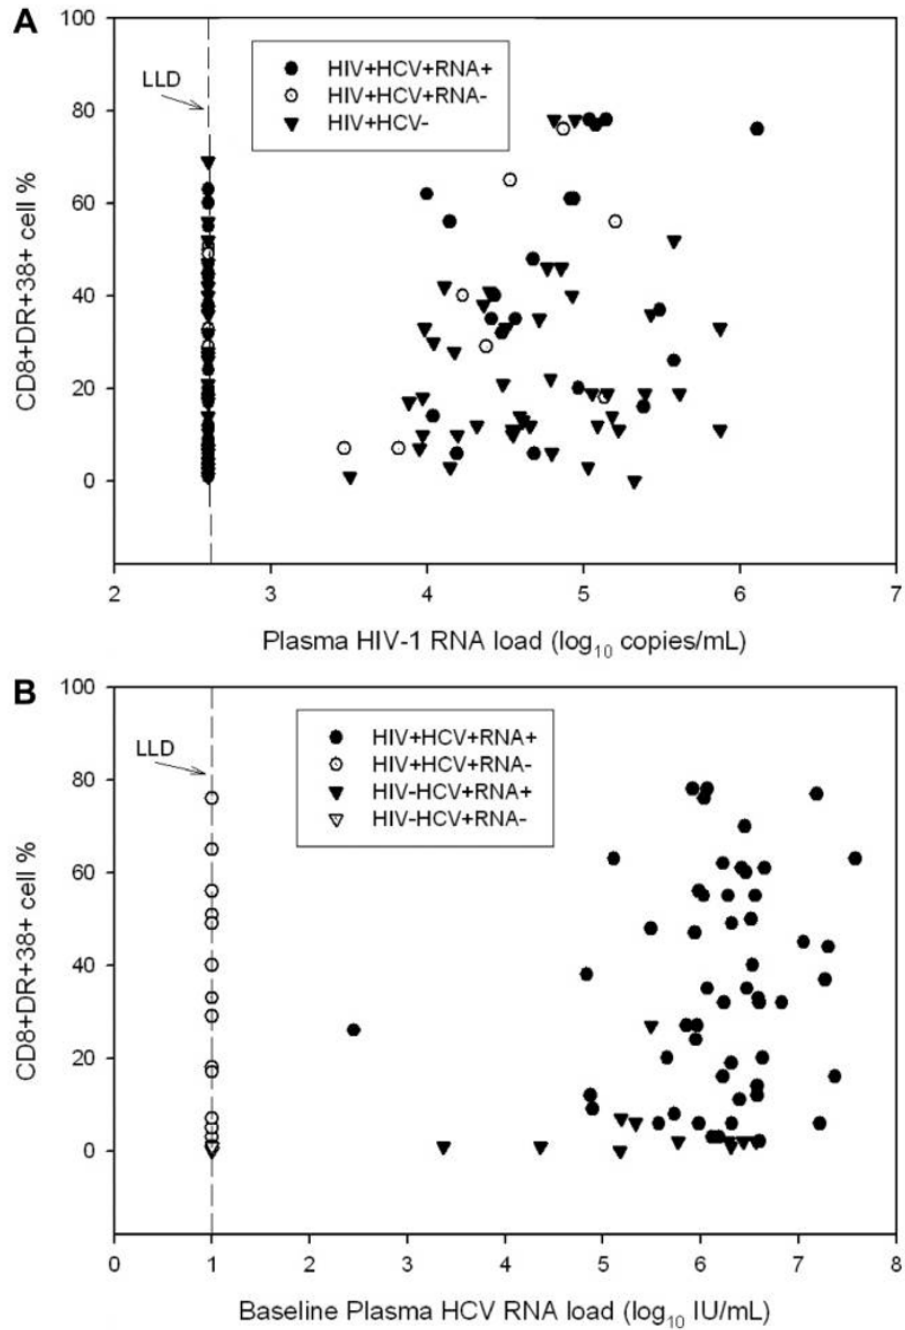 A
100
80
60
40
20
0
CD8+DR+38+ cell %
LLD
HIV+HCV+RNA+
HIV+HCV+RNA-
HIV+HCV-
2 3 4 5 6 7
Plasma HIV-1 RNA load (log10 copies/mL)
B
100
80
60
40
20
0
CD8+DR+38+ cell %
LLD
HIV+HCV+RNA+
HIV+HCV+RNA-
HIV-HCV+RNA+
HIV-HCV+RNA-
0 1 2 3 4 5 6 7 8
Baseline Plasma HCV RNA load (log10 IU/mL)